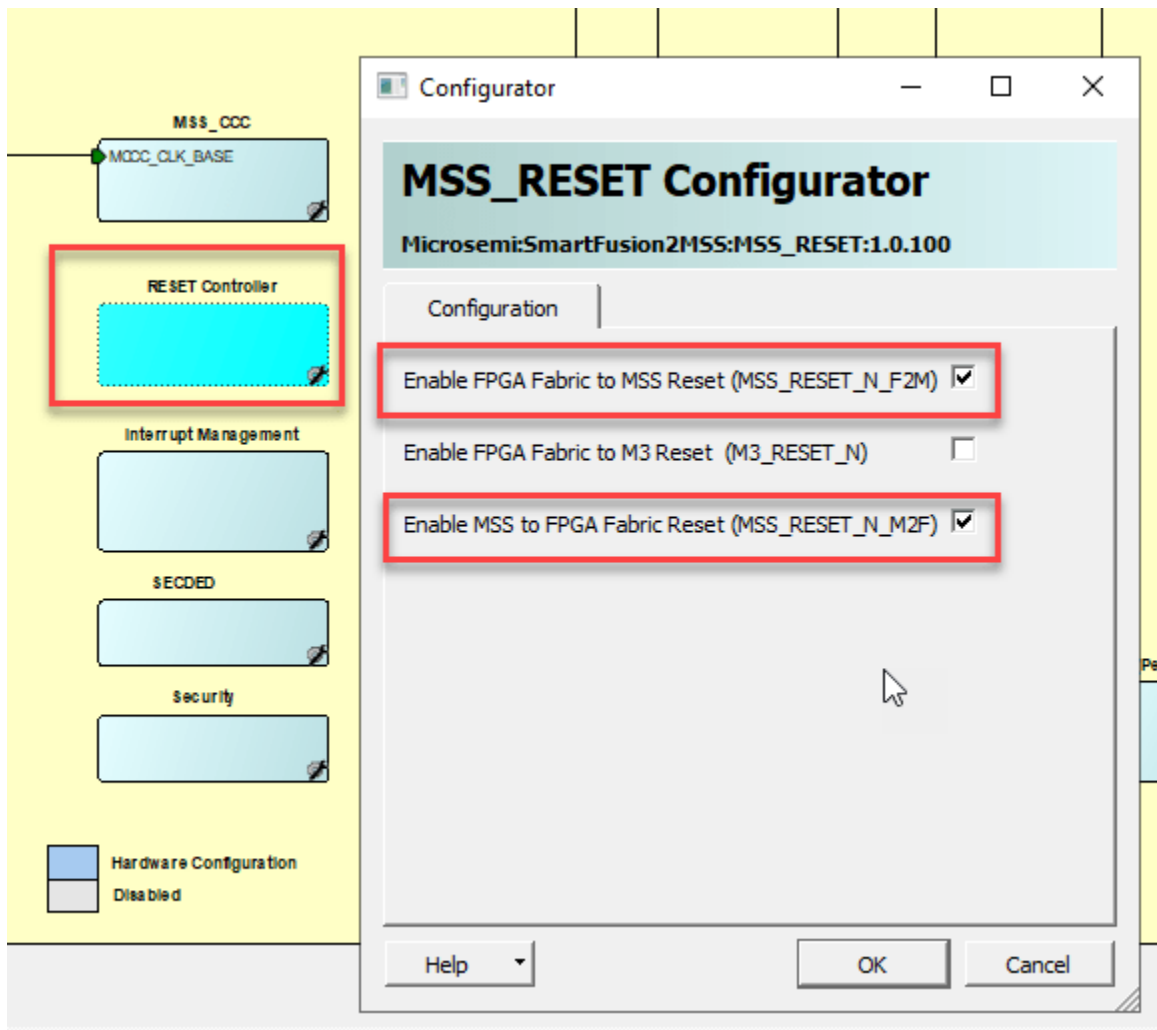 MSS_CCC
MCCC_CLK_BASE
RESET Controller
Interrupt Management
SECDED
Security
Hardware Configuration
Disabled
Configurator
MSS_RESET Configurator
Microsemi:SmartFusion2MSS:MSS_RESET:1.0.100
Configuration
Enable FPGA Fabric to MSS Reset (MSS_RESET_N_F2M)
Enable FPGA Fabric to M3 Reset (M3_RESET_N)
Enable MSS to FPGA Fabric Reset (MSS_RESET_N_M2F)
Help
OK
Cancel
Pe